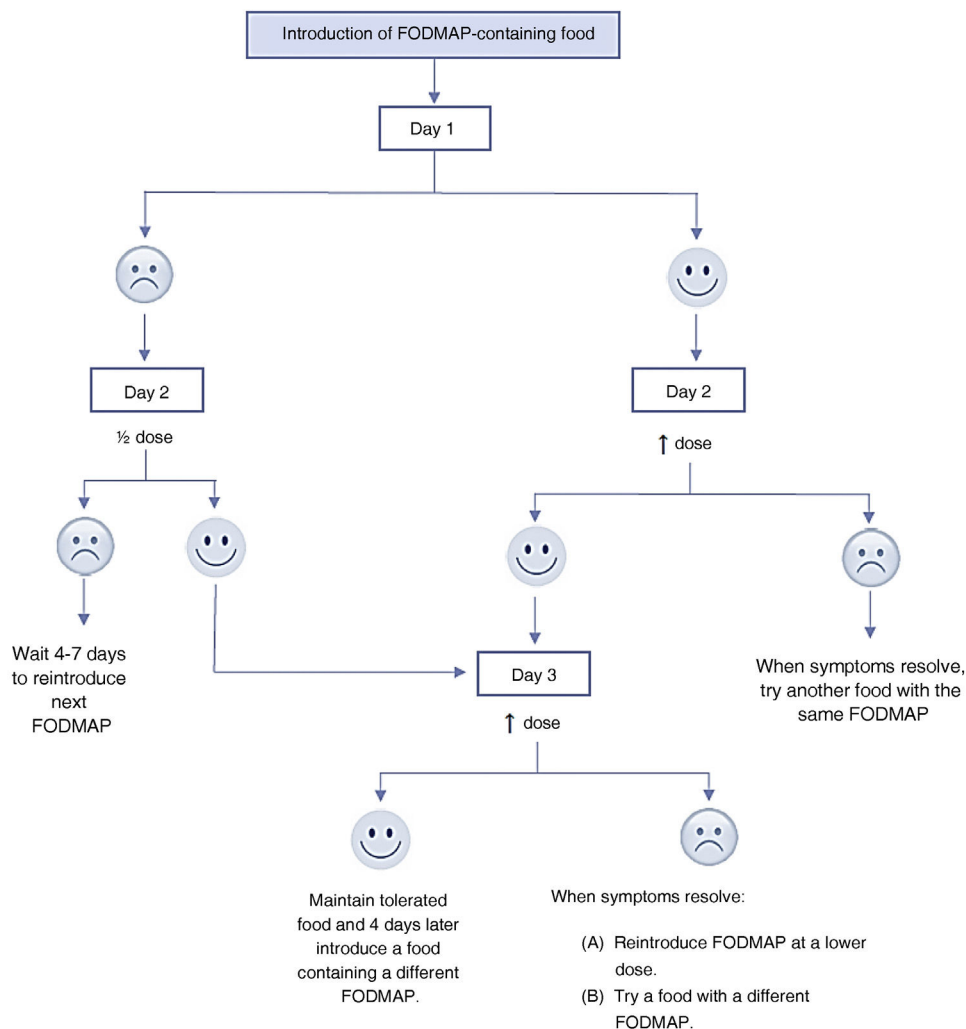 Introduction of FODMAP-containing food
Day 1
Day 2
Day 2
½ dose
↑ dose
Wait 4-7 days
to reintroduce
next
FODMAP
Day 3
When symptoms resolve,
try another food with the
same FODMAP
↑ dose
Maintain tolerated
food and 4 days later
introduce a food
containing a different
FODMAP.
When symptoms resolve:
(A) Reintroduce FODMAP at a lower
dose.
(B) Try a food with a different
FODMAP.